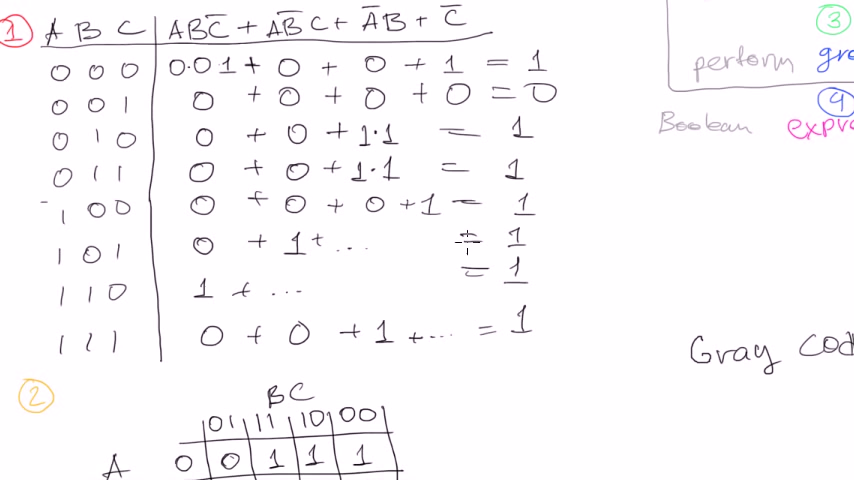 ① A B C | ABC̅ + AB̅C + A̅B + C̅
0 0 0 | 0·0·1 + 0 + 0 + 1 = 1
0 0 1 | 0 + 0 + 0 + 0 = 0
0 1 0 | 0 + 0 + 1·1 = 1
0 1 1 | 0 + 0 + 1·1 = 1
1 0 0 | 0 + 0 + 0 + 1 = 1
1 0 1 | 0 + 1 + ... = 1
1 1 0 | 1 + ... = 1
1 1 1 | 0 + 0 + 1 + ... = 1
②
BC
01 11 10 00
A 0 0 1 1 1
③
perform
④
Boolean
Gray